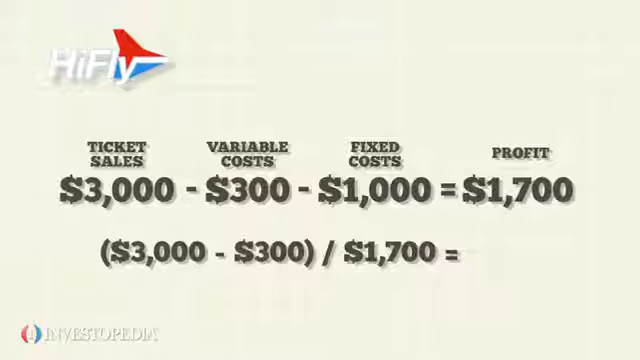 HiFly
TICKET SALES VARIABLE COSTS FIXED COSTS PROFIT
$3,000 - $300 - $1,000 = $1,700
($3,000 - $300) / $1,700 =
INVESTOPEDIA